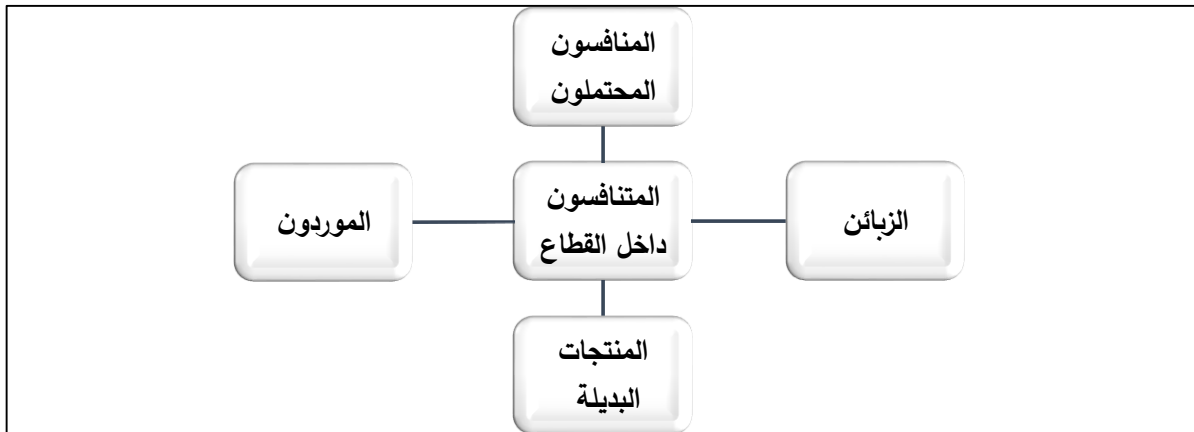 المنافسون
المحتملون
الزبائن
المتنافسون
داخل القطاع
الموردون
المنتجات
البديلة